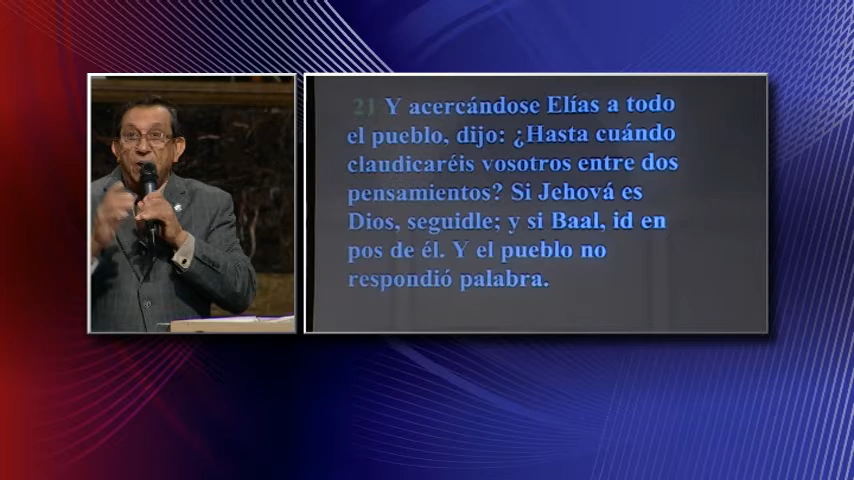 21 Y acercándose Elías a todo
el pueblo, dijo: ¿Hasta cuándo
claudicaréis vosotros entre dos
pensamientos? Si Jehová es
Dios, seguidle; y si Baal, id en
pos de él. Y el pueblo no
respondió palabra.